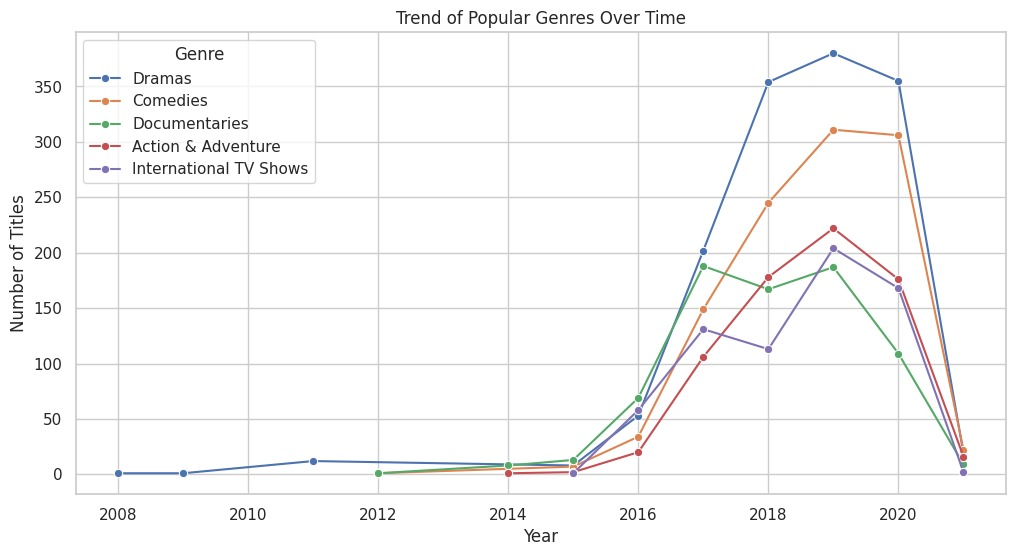 Trend of Popular Genres Over Time
Genre
Dramas
Comedies
Documentaries
Action & Adventure
International TV Shows
Number of Titles
350
300
250
200
150
100
50
0
2008 2010 2012 2014 2016 2018 2020
Year